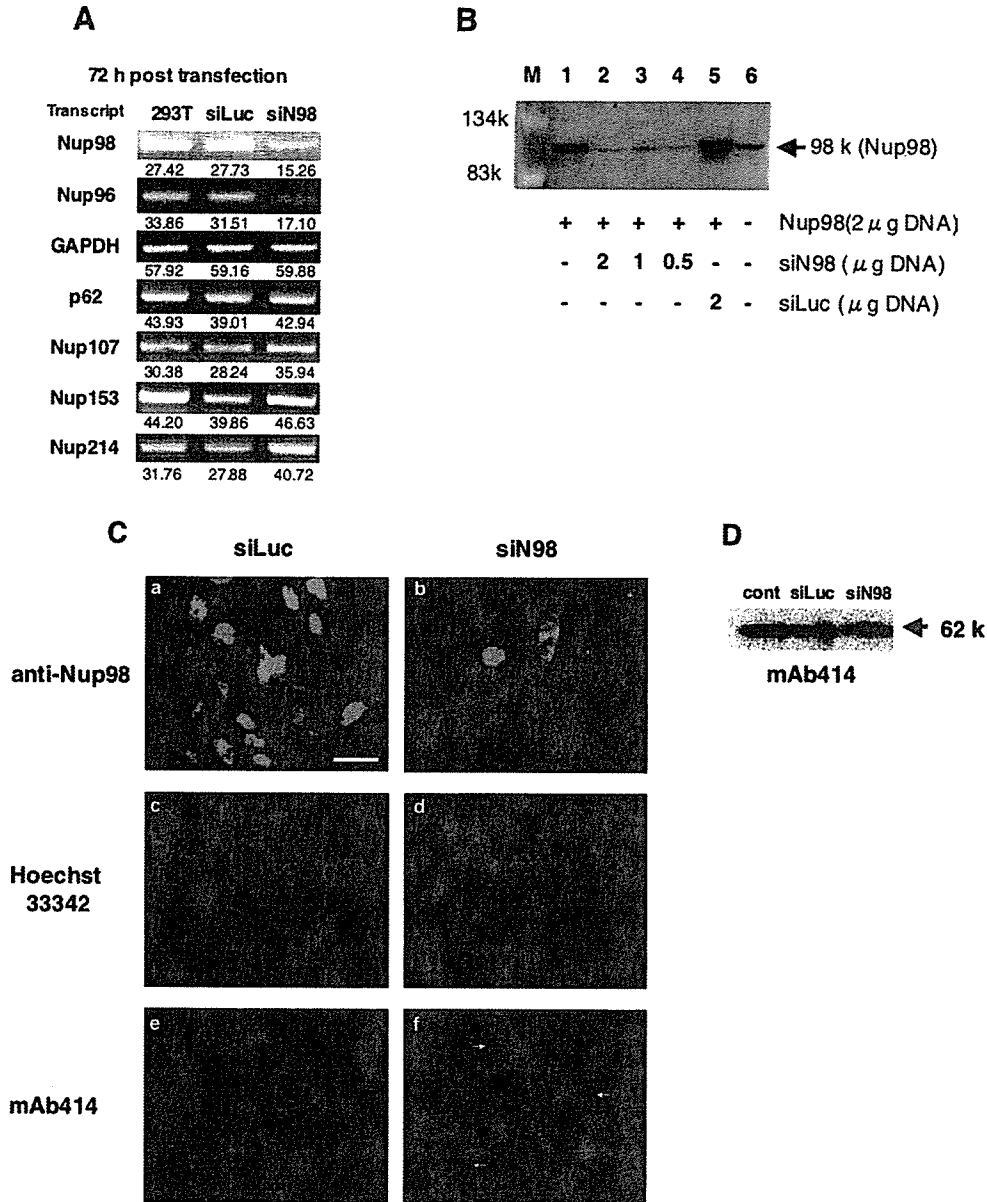 A
72 h post transfection
Transcript 293T siLuc siN98
Nup98
27.42 27.73 15.26
Nup96
33.86 31.51 17.10
GAPDH
57.92 59.16 59.88
p62
43.93 39.01 42.94
Nup107
30.38 28.24 35.94
Nup153
44.20 39.86 46.63
Nup214
31.76 27.88 40.72
B
M 1 2 3 4 5 6
134k
83k
98 k (Nup98)
+ + + + + - Nup98(2 μg DNA)
- 2 1 0.5 - - siN98 (μg DNA)
- - - - 2 - siLuc (μg DNA)
C
siLuc siN98
anti-Nup98
a b
Hoechst
33342
c d
mAb414
e f
D
cont siLuc siN98
62 k
mAb414